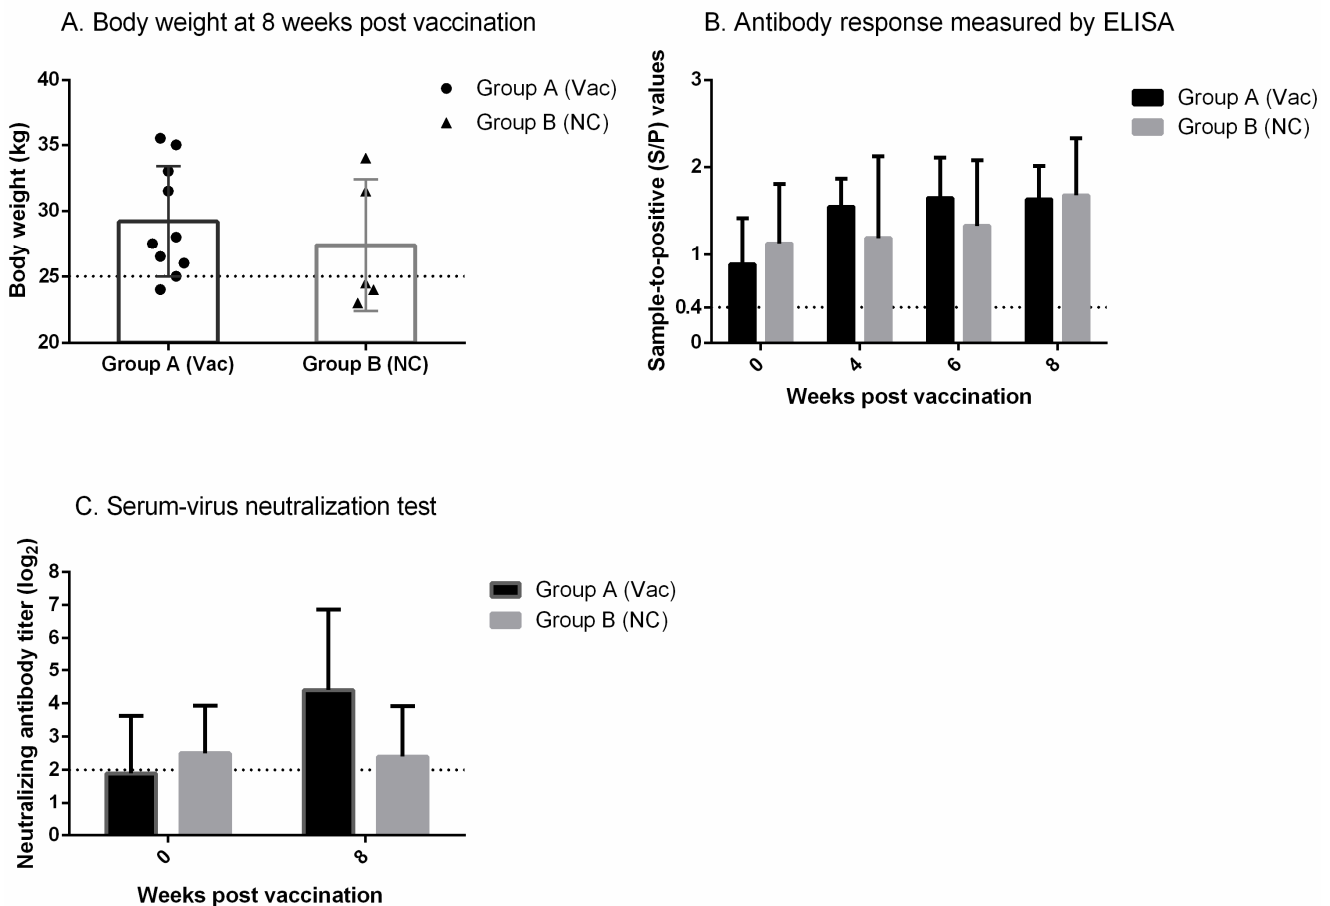 A. Body weight at 8 weeks post vaccination
Body weight (kg)
40
35
30
25
20
Group A (Vac)
Group B (NC)
Group A (Vac)
Group B (NC)
B. Antibody response measured by ELISA
Sample-to-positive (S/P) values
3
2
1
0.4
0
0
4
6
8
Weeks post vaccination
Group A (Vac)
Group B (NC)
C. Serum-virus neutralization test
Neutralizing antibody titer (log₂)
8
7
6
5
4
3
2
1
0
0
8
Weeks post vaccination
Group A (Vac)
Group B (NC)